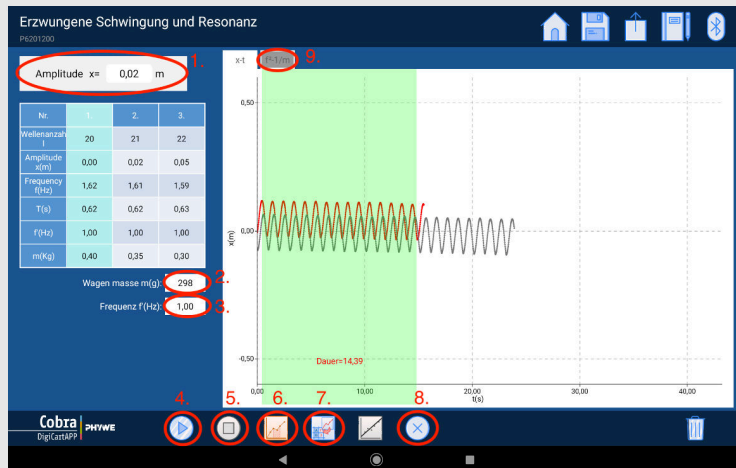 Erzwungene Schwingung und Resonanz
P6201200
Amplitude x= 0,02 m
1.
x-t f²-1/m
9.
Nr. 1. 2. 3.
Wellenanzah
l 20 21 22
Amplitude
x(m) 0,00 0,02 0,05
Frequency
f(Hz) 1,62 1,61 1,59
T(s) 0,62 0,62 0,63
f'(Hz) 1,00 1,00 1,00
m(Kg) 0,40 0,35 0,30
Wagen masse m(g): 298
2.
Frequenz f'(Hz): 1,00
3.
0,50
0,00
-0,50
x(m)
Dauer=14,39
0,00 10,00 20,00 30,00 40,00
t(s)
4. 5. 6. 7. 8.
Cobra PHYWE
DigiCartAPP